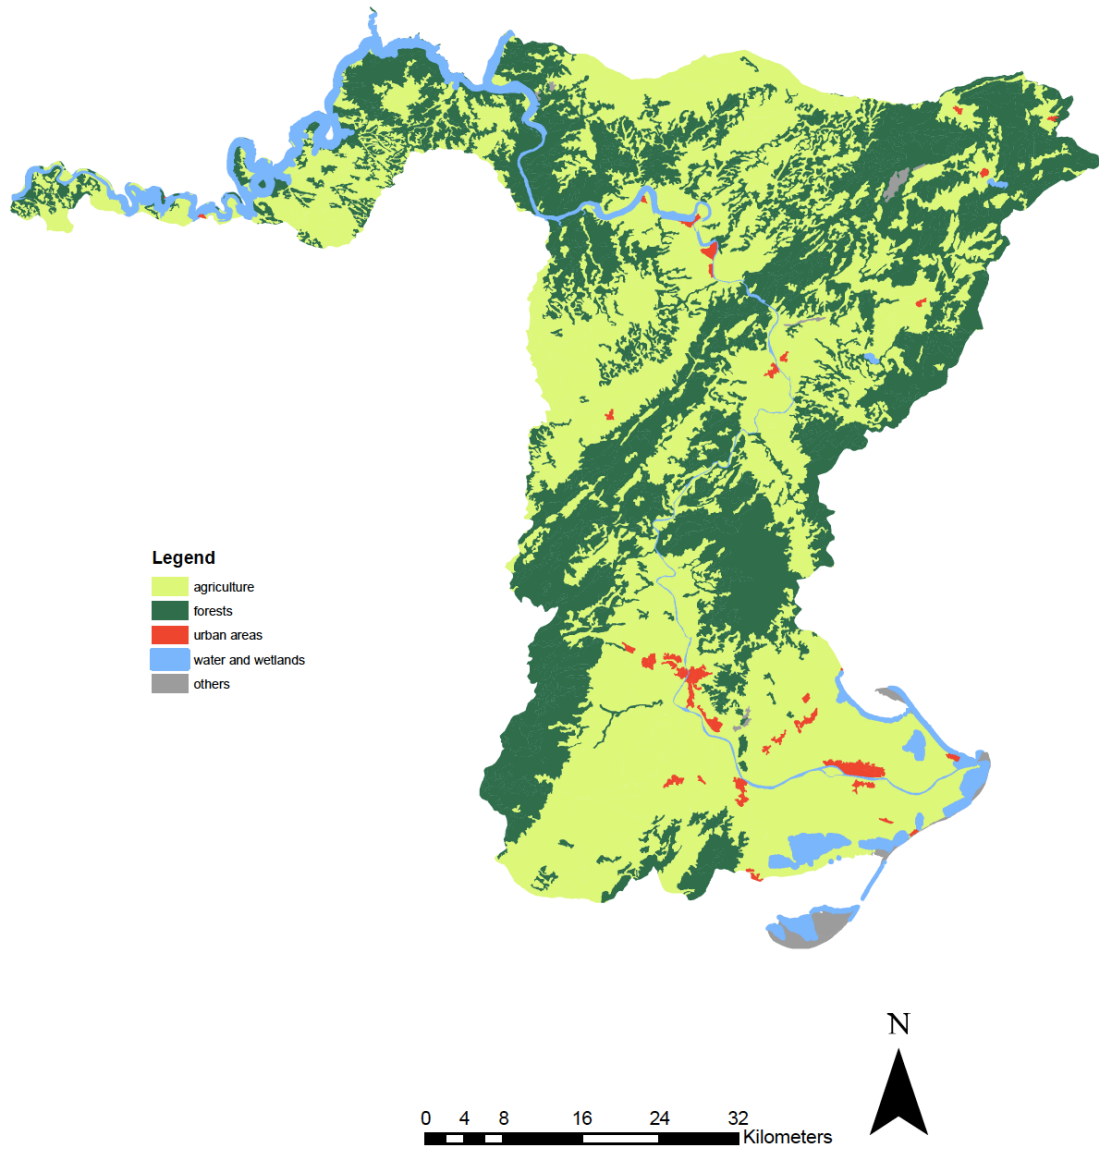 Legend
agriculture
forests
urban areas
water and wetlands
others
N
0 4 8 16 24 32
Kilometers